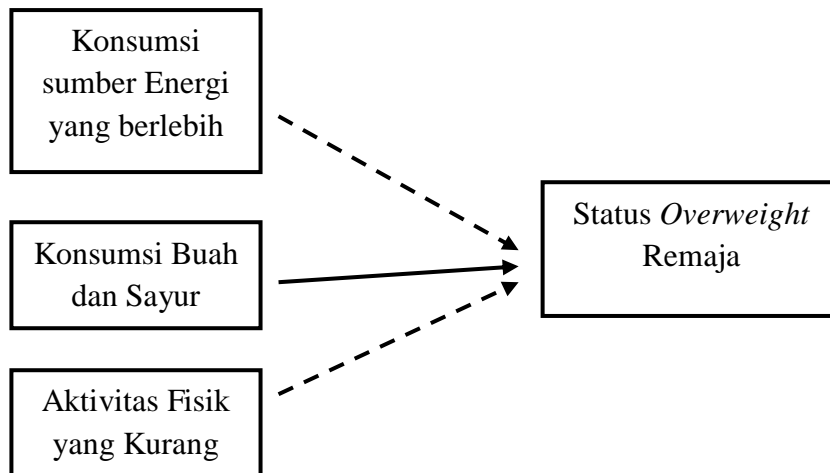 Konsumsi
sumber Energi
yang berlebih
Status Overweight
Remaja
Konsumsi Buah
dan Sayur
Aktivitas Fisik
yang Kurang